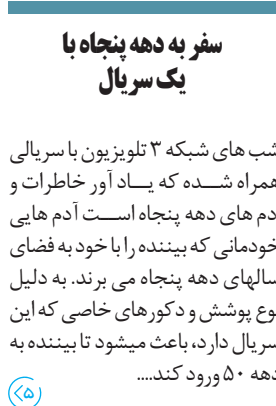 سفر به دهه پنجاه با
یک سریال
شب های شبکه ۳ تلویزیون با سریالی
همراه شـــده که یـــاد آور خاطرات و
آدم های دهه پنجاه اســـت آدم هایی
خودمانی که بیننده را با خود به فضای
سالهای دهه پنجاه می برند. به دلیل
نوع پوشش و دکورهای خاصی که این
سریال دارد، باعث میشود تا بیننده به
دهه ۵۰ ورود کند....
۵